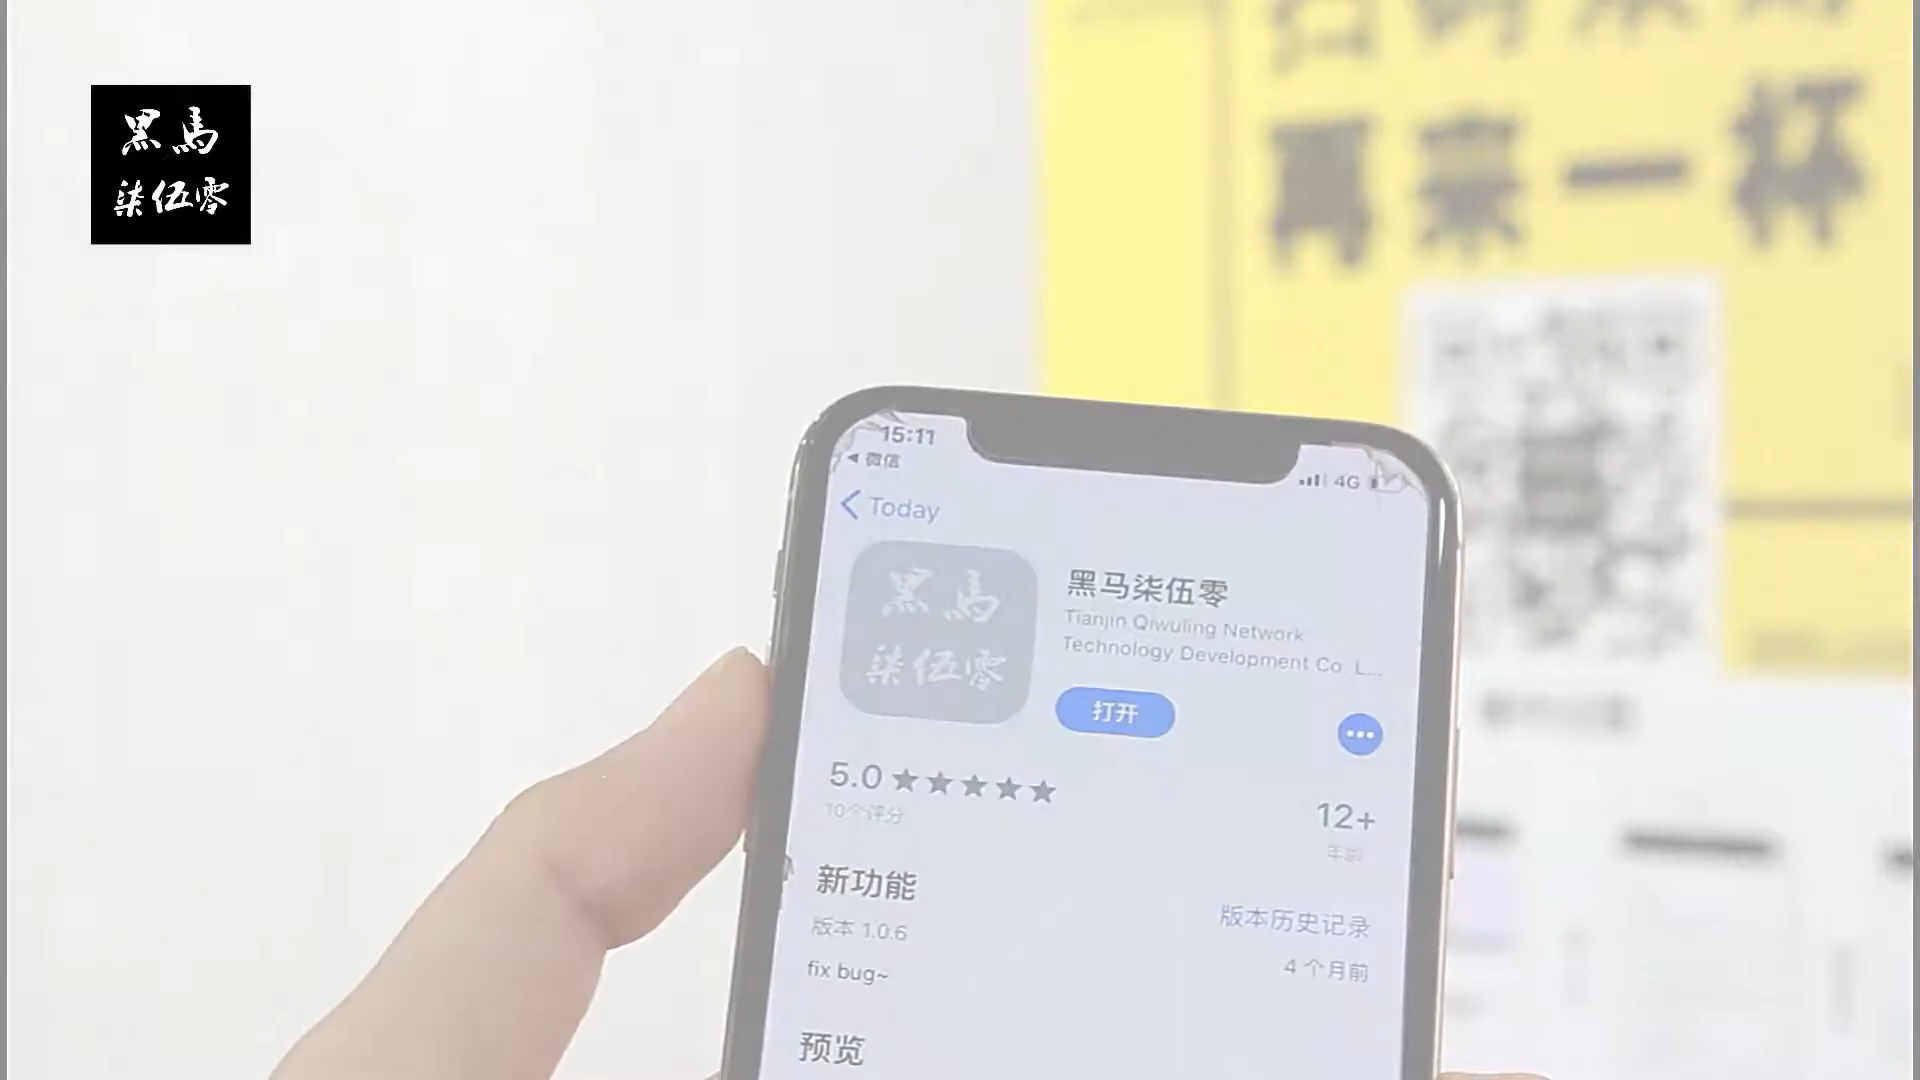 黑馬
柒伍零
再来一杯
15:11
微信
4G
Today
黑馬
柒伍零
黑马柒伍零
Tianjin Qiwuling Network
Technology Development Co. L...
打开
5.0
10个评分
12+
年龄
新功能
版本历史记录
版本 1.0.6
4 个月前
fix bug~
预览